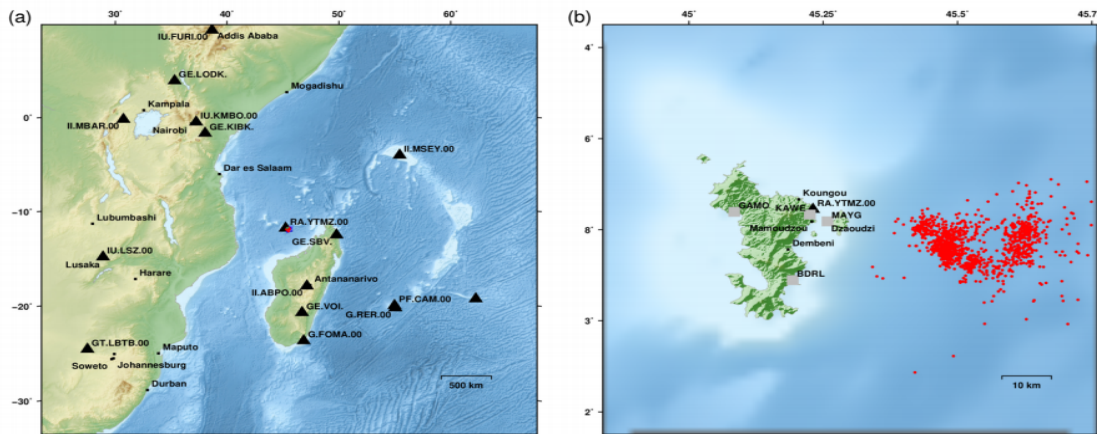 (a)
30˚ 40˚ 50˚ 60˚
IU.FURI.00 Addis Ababa
GE.LODK.
Mogadishu
Kampala
IU.KMBO.00
0˚
II.MBAR.00
Nairobi
GE.KIBK.
II.MSEY.00
Dar es Salaam
−10˚
Lubumbashi
RA.YTMZ.00
GE.SBV.
IU.LSZ.00
Lusaka
Harare
Antananarivo
II.ABPO.00
PF.CAM.00
−20˚
GE.VOI.
G.RER.00
G.FOMA.00
GT.LBTB.00
Maputo
Soweto
Johannesburg
Durban
500 km
−30˚
(b)
45˚ 45.25˚ 45.5˚ 45.7
4'
6'
Koungou
RA.YTMZ.00
GAMO
KAWE
MAYG
8'
Mamoudzou
Dzaoudzi
Dembeni
BDRL
3'
10 km
2'